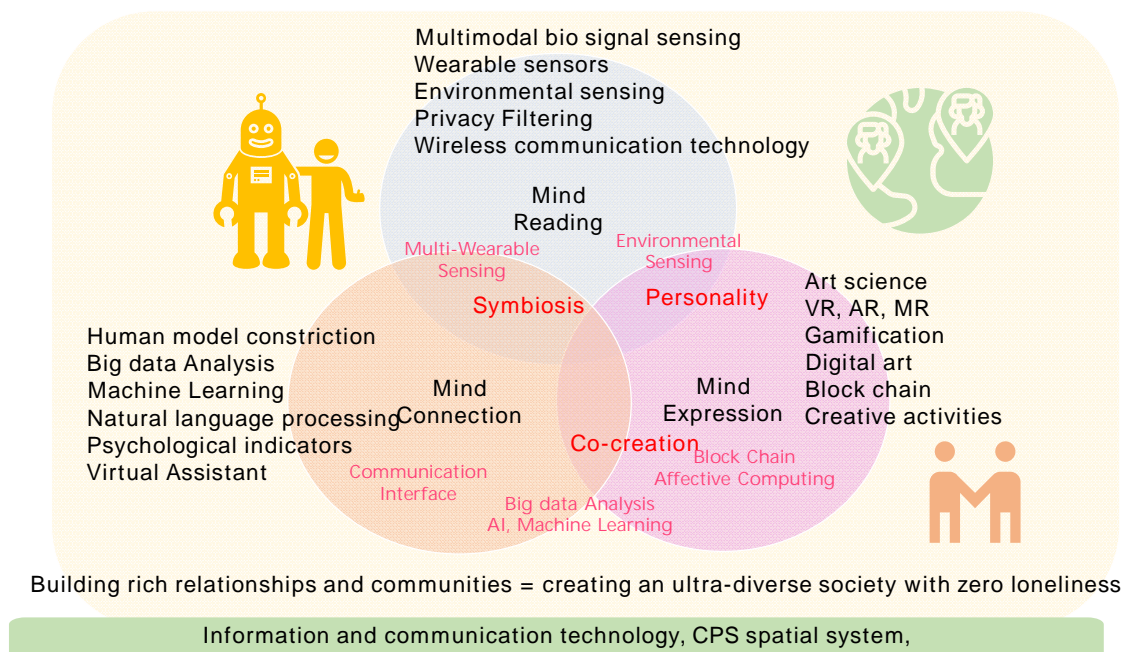 Multimodal bio signal sensing
Wearable sensors
Environmental sensing
Privacy Filtering
Wireless communication technology
Mind
Reading
Multi-Wearable
Sensing
Environmental
Sensing
Symbiosis
Personality
Art science
VR, AR, MR
Gamification
Digital art
Block chain
Creative activities
Human model constriction
Big data Analysis
Machine Learning
Natural language processing
Psychological indicators
Virtual Assistant
Mind
Connection
Mind
Expression
Co-creation
Communication
Interface
Block Chain
Affective Computing
Big data Analysis
AI, Machine Learning
Building rich relationships and communities = creating an ultra-diverse society with zero loneliness
Information and communication technology, CPS spatial system,